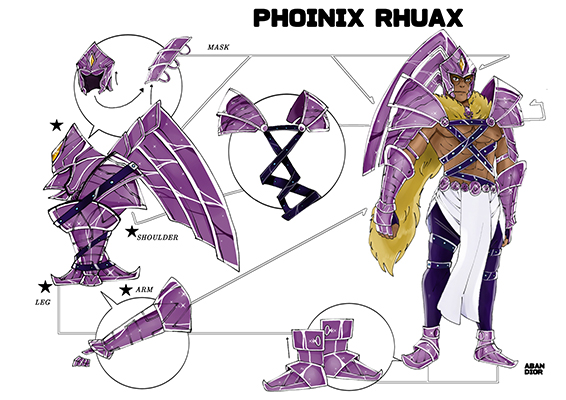 PHOINIX RHUAX
MASK
SHOULDER
ARM
LEG
ABAN
DIOR